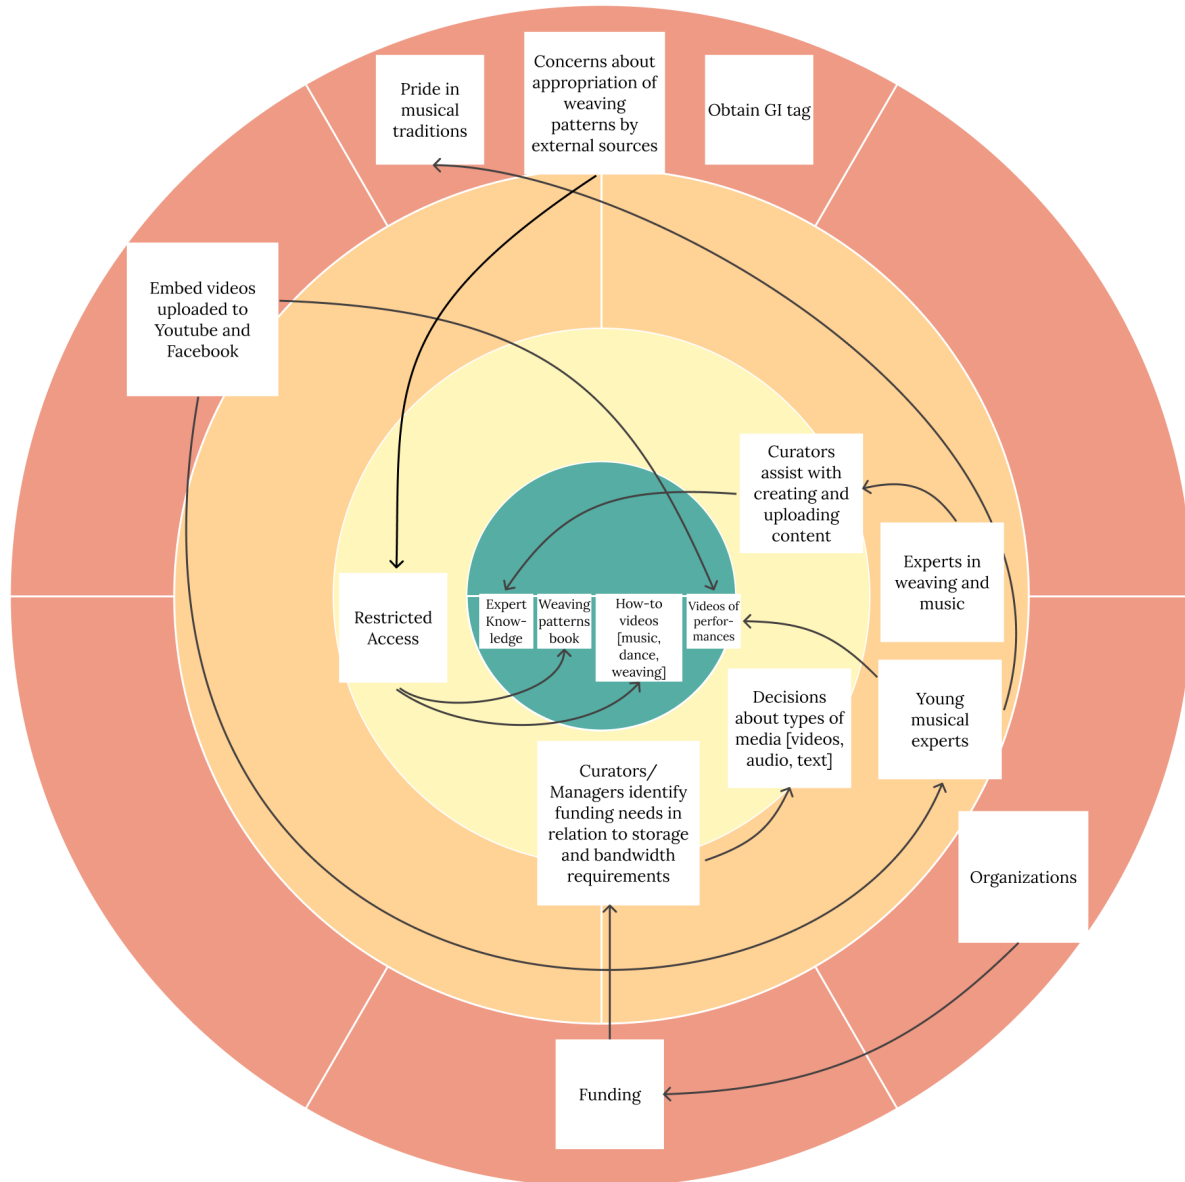 Pride in
musical
traditions
Concerns about
appropriation of
weaving
patterns by
external sources
Obtain GI tag
Embed videos
uploaded to
Youtube and
Facebook
Curators
assist with
creating and
uploading
content
Experts in
weaving and
music
Restricted
Access
Expert
Know-
ledge
Weaving
patterns
book
How-to
videos
[music,
dance,
weaving]
Videos of
perfor-
mances
Decisions
about types of
media [videos,
audio, text]
Young
musical
experts
Curators/
Managers identify
funding needs in
relation to storage
and bandwidth
requirements
Organizations
Funding